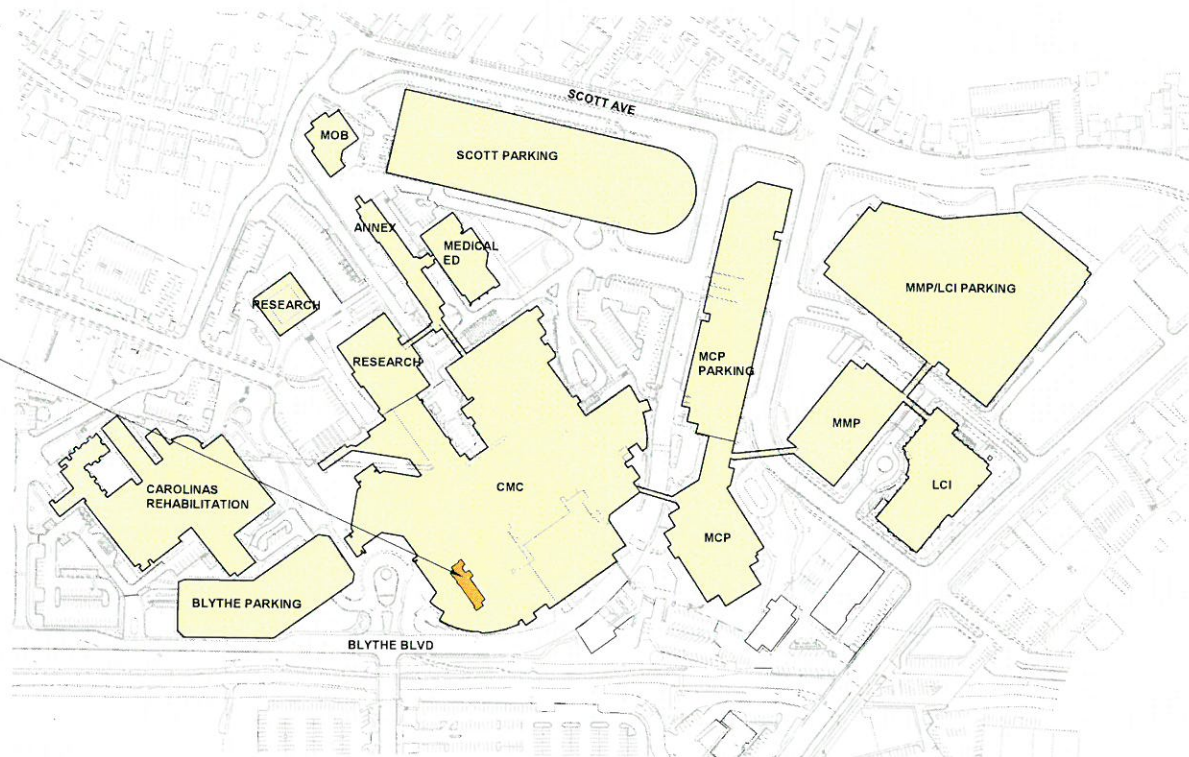 SCOTT AVE
MOB
SCOTT PARKING
ANNEX
MEDICAL
ED
RESEARCH
MMP/LCI PARKING
RESEARCH
MCP
PARKING
MMP
CAROLINAS
REHABILITATION
CMC
LCI
MCP
BLYTHE PARKING
BLYTHE BLVD